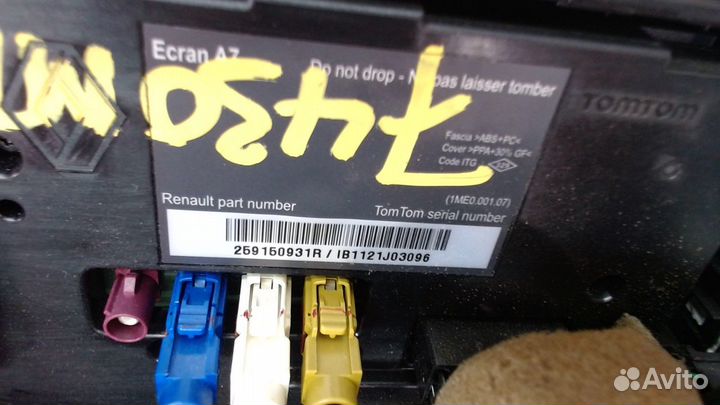 Ecran A7
Do not drop - Ne pas laisser tomber
TOMTOM
Fascia >ABS+PC<
Cover >PPA+30% GF<
Code ITG
Renault part number
(1ME0.001.07)
TomTom serial number
259150931R / IB1121J03096
Avito